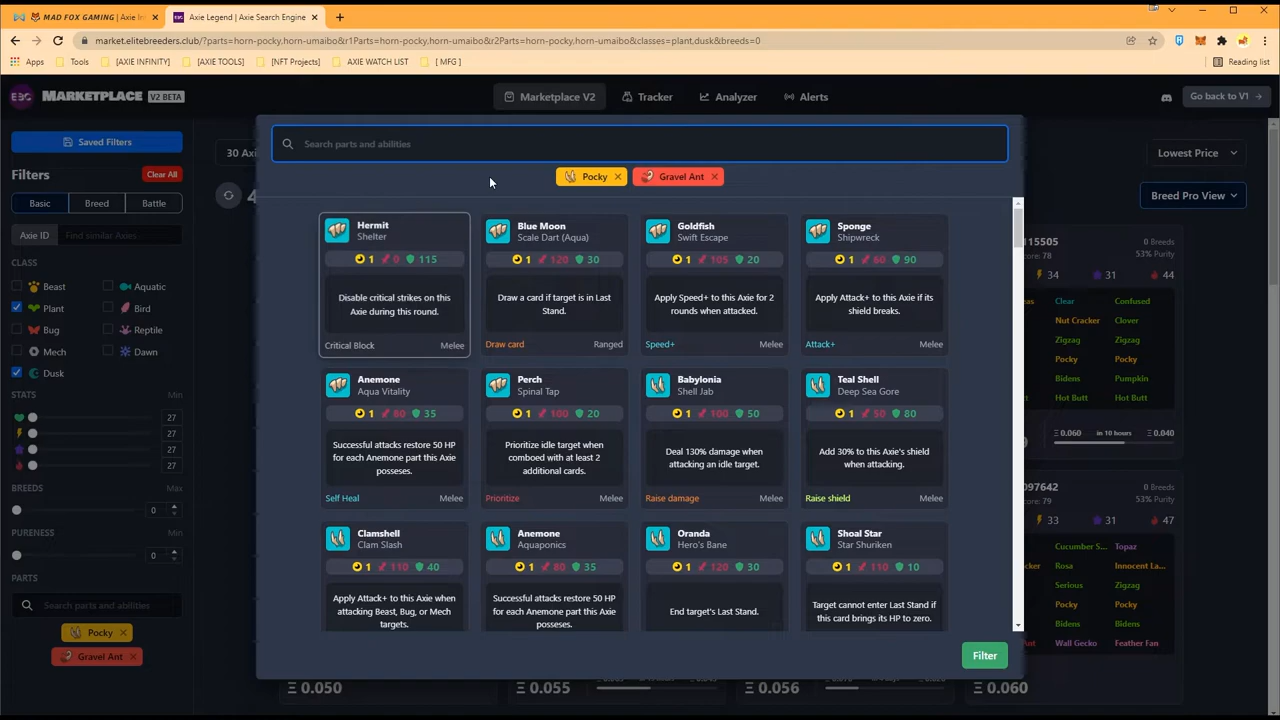 MAD FOX GAMING | Axie In
Axie Legend | Axie Search Engine
market.elitebreeders.club/?parts=horn-pocky,horn-umaibo&r1Parts=horn-pocky,horn-umaibo&r2Parts=horn-pocky,horn-umaibo&classes=plant,dusk&breeds=0
Apps Tools [AXIE INFINITY] [AXIE TOOLS] [NFT Projects] AXIE WATCH LIST [ MFG ] Reading list
EBC MARKETPLACE V2 BETA Marketplace V2 Tracker Analyzer Alerts Go back to V1
Saved Filters
Search parts and abilities
30 Axi
Lowest Price
Filters Clear All
Pocky Gravel Ant
Basic Breed Battle
4
Breed Pro View
Axie ID Find similar Axies
CLASS
Beast Aquatic
Plant Bird
Bug Reptile
Mech Dawn
Dusk
STATS
27
27
27
27
BREEDS Max
0
PURENESS Min
0
PARTS
Search parts and abilities
Pocky
Gravel Ant
Hermit
Shelter
1 0 115
Disable critical strikes on this
Axie during this round.
Critical Block Melee
Blue Moon
Scale Dart (Aqua)
1 120 30
Draw a card if target is in Last
Stand.
Draw card Ranged
Goldfish
Swift Escape
1 105 20
Apply Speed+ to this Axie for 2
rounds when attacked.
Speed+ Melee
Sponge
Shipwreck
1 60 90
Apply Attack+ to this Axie if its
shield breaks.
Attack+ Melee
Anemone
Aqua Vitality
1 80 35
Successful attacks restore 50 HP
for each Anemone part this Axie
posseses.
Self Heal Melee
Perch
Spinal Tap
1 100 20
Prioritize idle target when
comboed with at least 2
additional cards.
Prioritize Melee
Babylonia
Shell Jab
1 100 50
Deal 130% damage when
attacking an idle target.
Raise damage Melee
Teal Shell
Deep Sea Gore
1 50 80
Add 30% to this Axie's shield
when attacking.
Raise shield Melee
Clamshell
Clam Slash
1 110 40
Apply Attack+ to this Axie when
attacking Beast, Bug, or Mech
targets.
Anemone
Aquaponics
1 80 35
Successful attacks restore 50 HP
for each Anemone part this Axie
posseses.
Oranda
Hero's Bane
1 120 30
End target's Last Stand.
Shoal Star
Star Shuriken
1 110 10
Target cannot enter Last Stand if
this card brings its HP to zero.
Filter
115505 0 Breeds
core: 78 53% Purity
34 31 44
Clear Confused
Nut Cracker Clover
Zigzag Zigzag
Pocky Pocky
Bidens Pumpkin
Hot Butt Hot Butt
Ξ 0.060 in 10 hours Ξ 0.040
097642 0 Breeds
core: 79 53% Purity
33 31 47
Cucumber S... Topaz
Rosa Innocent La...
Serious Zigzag
Pocky Pocky
Bidens Bidens
Wall Gecko Feather Fan
Ξ 0.050 Ξ 0.055 Ξ 0.056 Ξ 0.060